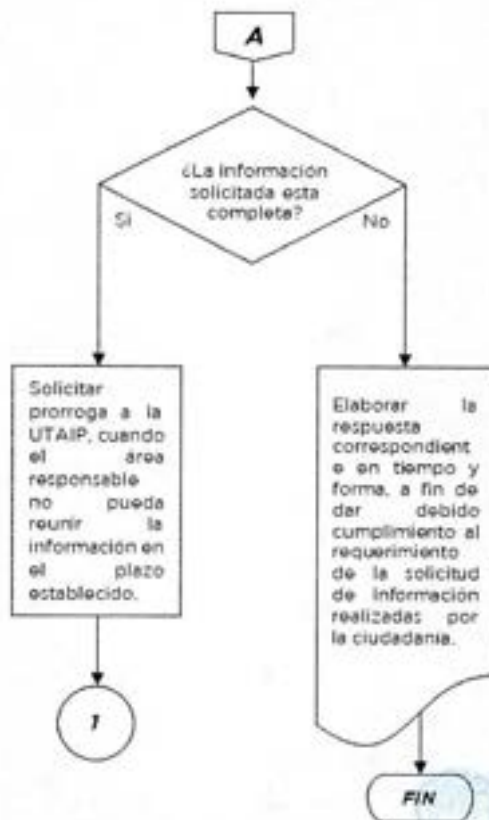 A
¿La información
solicitada esta
completa?
Si
No
Solicitar
prorroga a la
UTAIP, cuando
el área
responsable
no pueda
reunir la
información en
el plazo
establecido.
Elaborar la
respuesta
correspondient
e en tiempo y
forma, a fin de
dar debido
cumplimiento al
requerimiento
de la solicitud
de información
realizadas por
la ciudadanía.
1
FIN